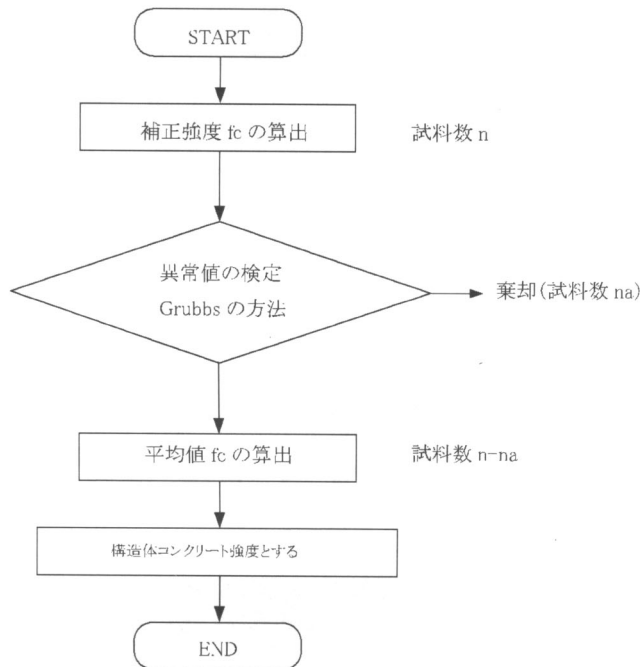 START
補正強度 fc の算出
試料数 n
異常値の検定
Grubbs の方法
棄却(試料数 na)
平均値 fc の算出
試料数 n-na
構造体コンクリート強度とする
END